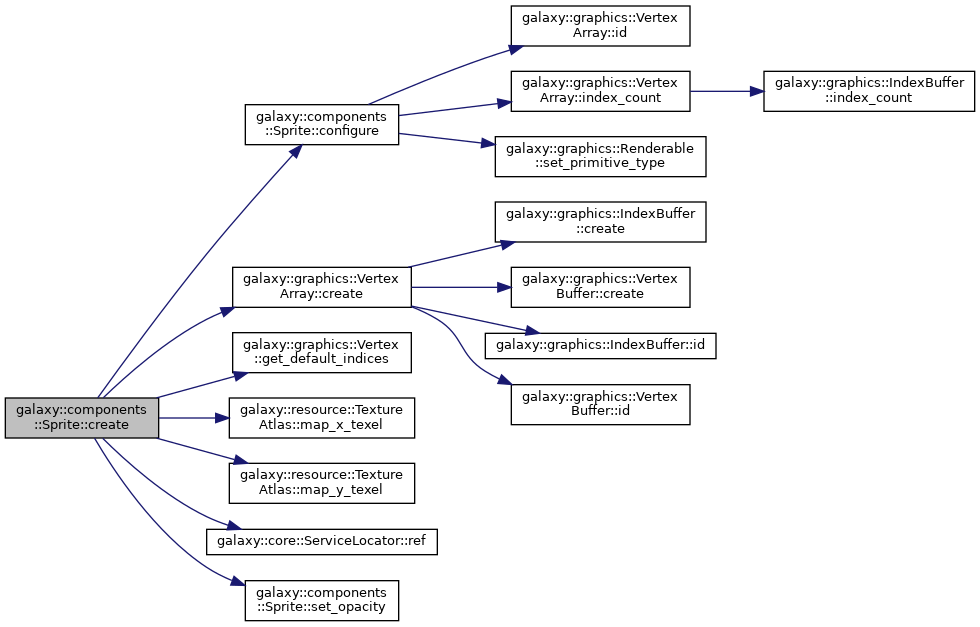 galaxy::graphics::Vertex
Array::id
galaxy::graphics::Vertex
Array::index_count
galaxy::graphics::IndexBuffer
::index_count
galaxy::components
::Sprite::configure
galaxy::graphics::Renderable
::set_primitive_type
galaxy::graphics::IndexBuffer
::create
galaxy::graphics::Vertex
Array::create
galaxy::graphics::Vertex
Buffer::create
galaxy::graphics::IndexBuffer::id
galaxy::graphics::Vertex
::get_default_indices
galaxy::graphics::Vertex
Buffer::id
galaxy::components
::Sprite::create
galaxy::resource::Texture
Atlas::map_x_texel
galaxy::resource::Texture
Atlas::map_y_texel
galaxy::core::ServiceLocator::ref
galaxy::components
::Sprite::set_opacity